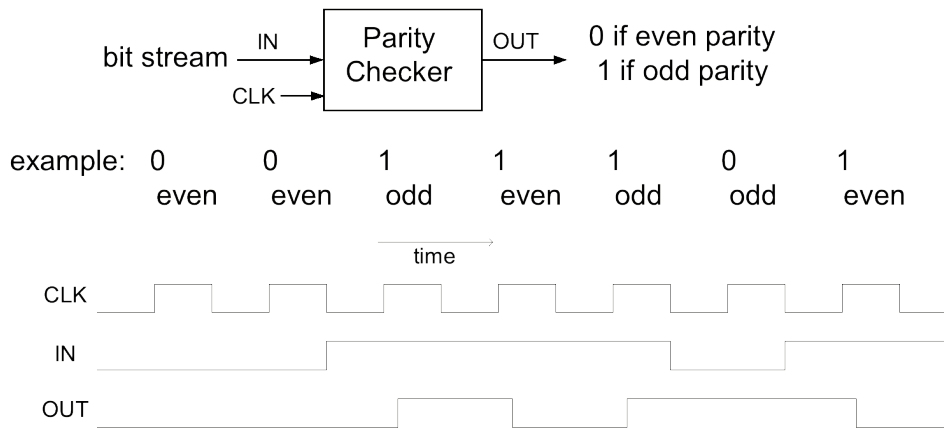 bit stream IN Parity Checker OUT 0 if even parity
CLK 1 if odd parity
example: 0 0 1 1 1 0 1
even even odd even odd odd even
time
CLK
IN
OUT